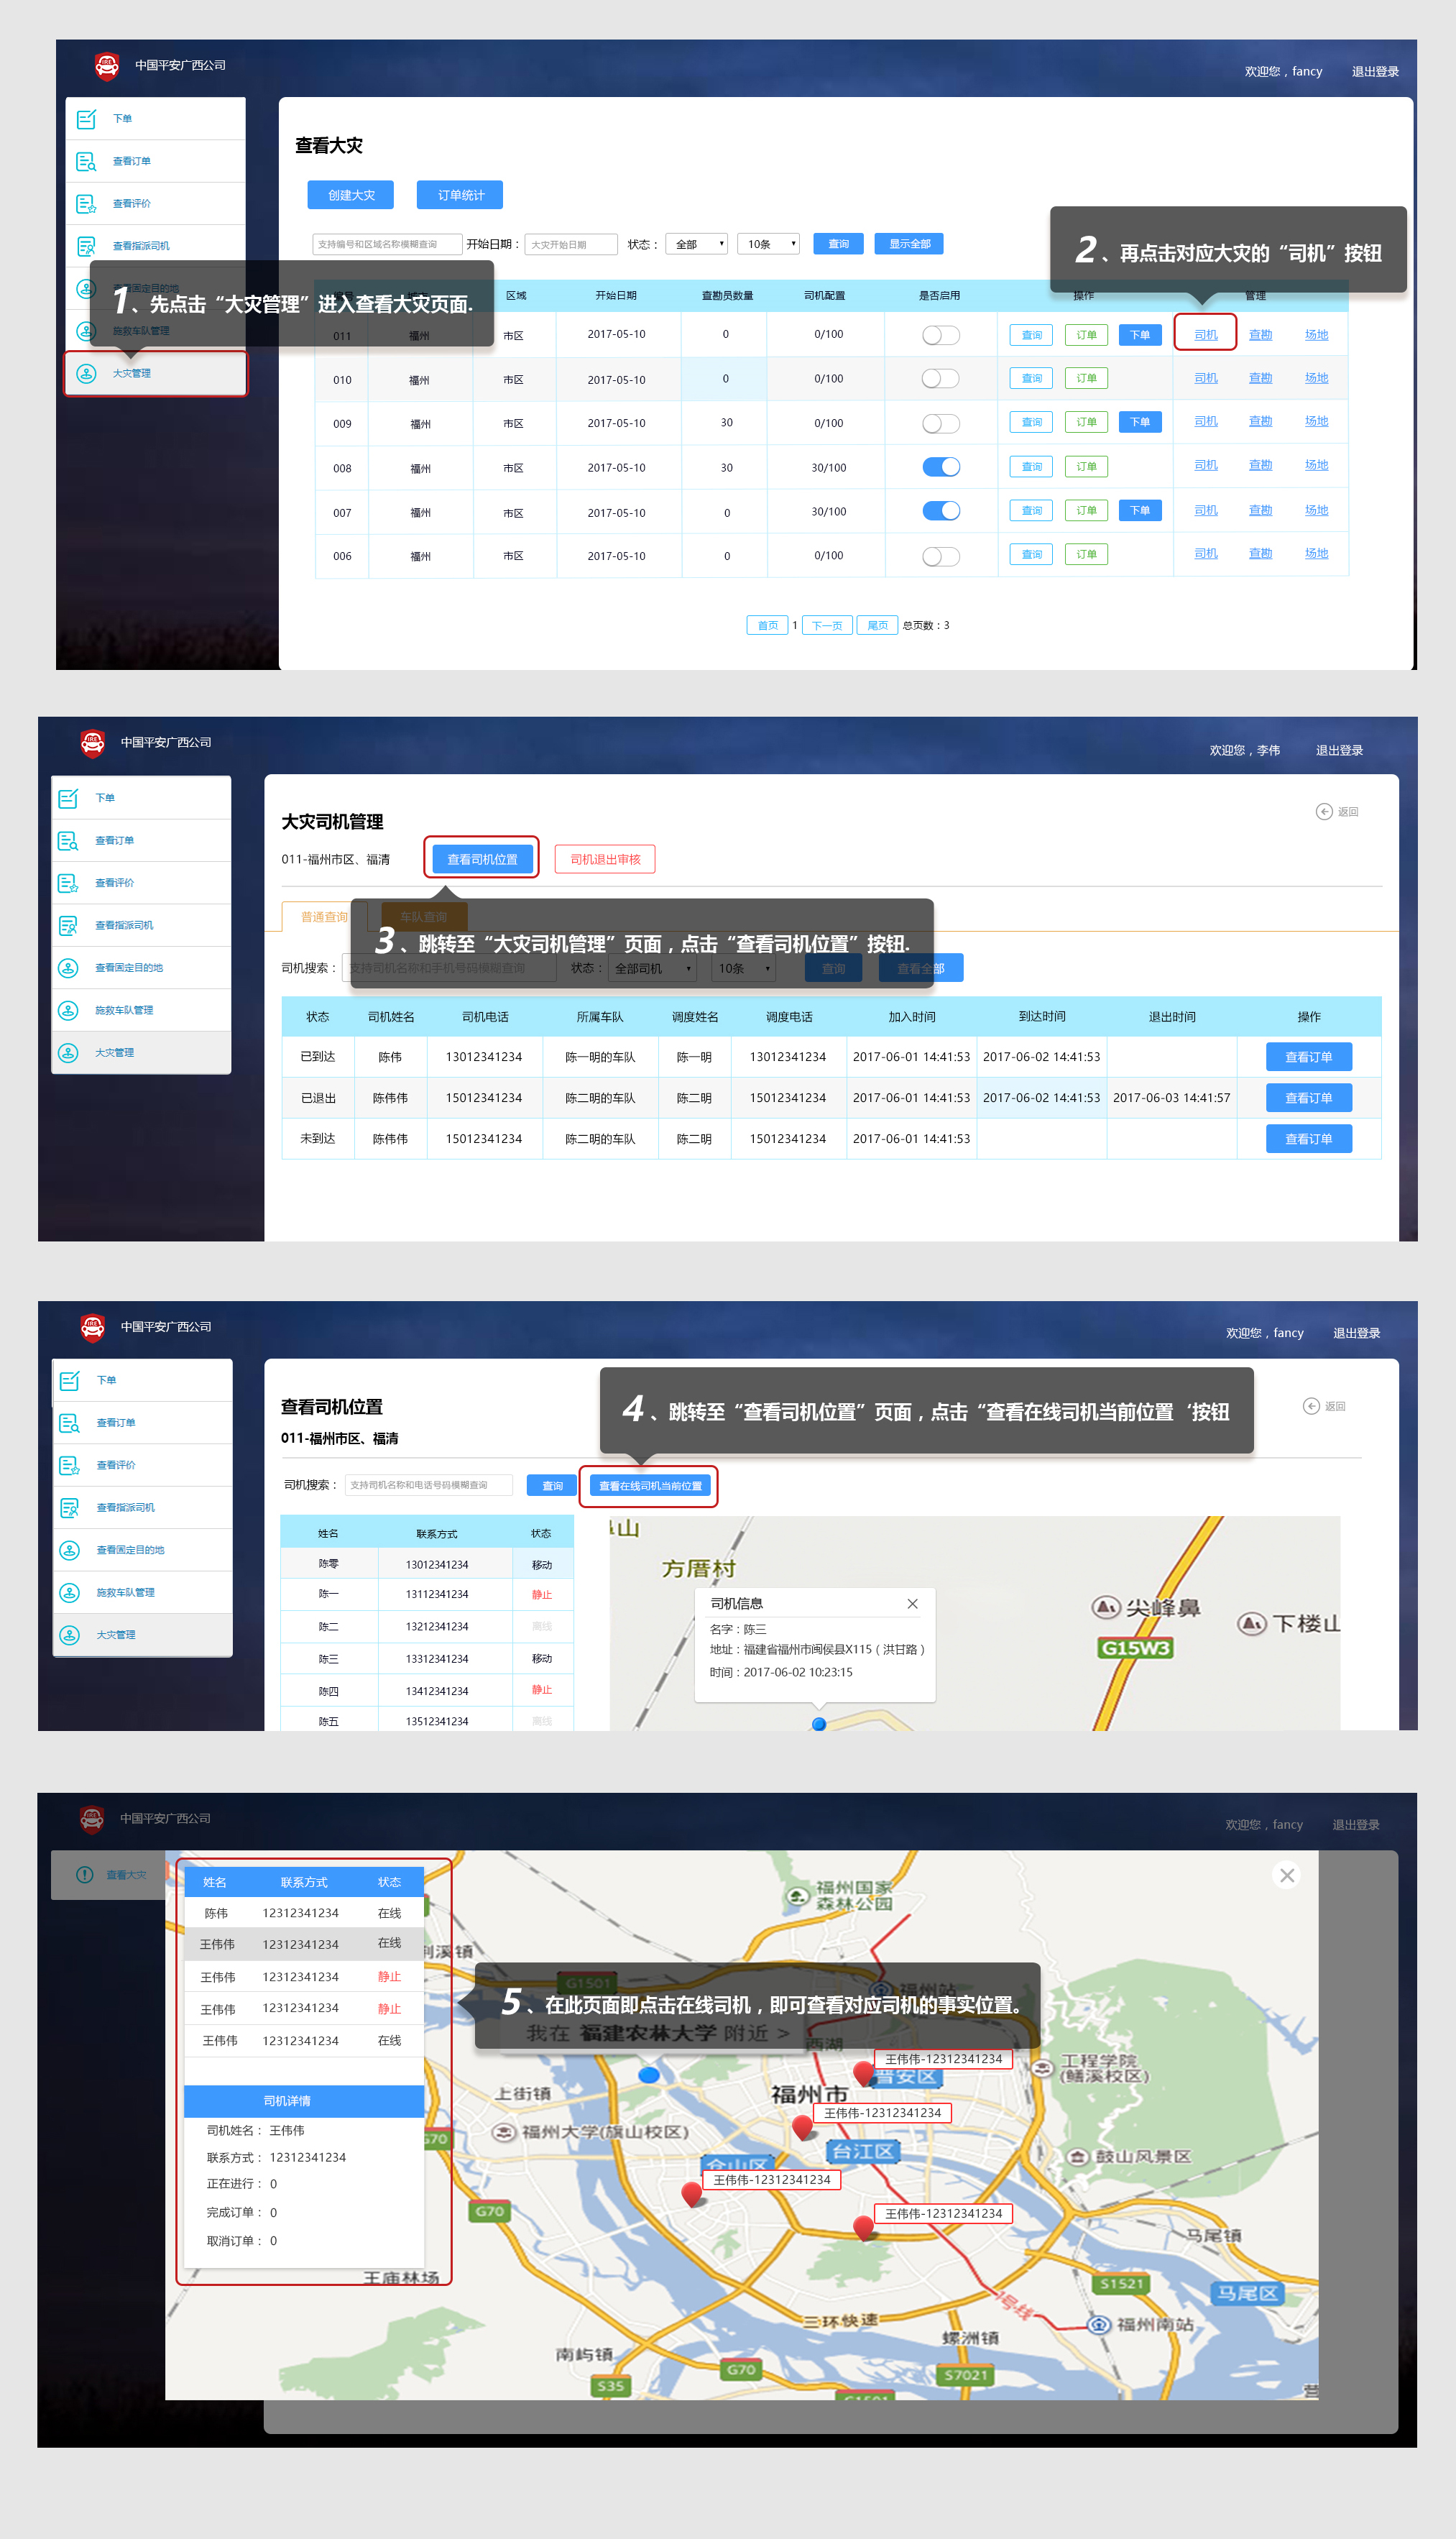 中国平安广西公司
欢迎您，fancy 退出登录
下单
查看订单
查看评价
查看指派司机
查看固定目的地
施救车队管理
大灾管理
查看大灾
创建大灾 订单统计
支持编号和区域名称模糊查询 开始日期： 大灾开始日期 状态： 全部 10条 查询 显示全部
1、先点击“大灾管理”进入查看大灾页面.
2、再点击对应大灾的“司机”按钮
编号 城市 区域 开始日期 查勘员数量 司机配置 是否启用 操作 管理
011 福州 市区 2017-05-10 0 0/100 查询 订单 下单 司机 查勘 场地
010 福州 市区 2017-05-10 0 0/100 查询 订单 司机 查勘 场地
009 福州 市区 2017-05-10 30 0/100 查询 订单 下单 司机 查勘 场地
008 福州 市区 2017-05-10 30 30/100 查询 订单 司机 查勘 场地
007 福州 市区 2017-05-10 0 30/100 查询 订单 下单 司机 查勘 场地
006 福州 市区 2017-05-10 0 0/100 查询 订单 司机 查勘 场地
首页 1 下一页 尾页 总页数：3
中国平安广西公司
欢迎您，李伟 退出登录
下单
查看订单
查看评价
查看指派司机
查看固定目的地
施救车队管理
大灾管理
大灾司机管理
返回
011-福州市区、福清 查看司机位置 司机退出审核
普通查询 车队查询
3、跳转至“大灾司机管理”页面，点击“查看司机位置”按钮.
司机搜索： 支持司机名称和手机号码模糊查询 状态： 全部司机 10条 查询 查看全部
状态 司机姓名 司机电话 所属车队 调度姓名 调度电话 加入时间 到达时间 退出时间 操作
已到达 陈伟 13012341234 陈一明的车队 陈一明 13012341234 2017-06-01 14:41:53 2017-06-02 14:41:53 查看订单
已退出 陈伟伟 15012341234 陈二明的车队 陈二明 15012341234 2017-06-01 14:41:53 2017-06-02 14:41:53 2017-06-03 14:41:57 查看订单
未到达 陈伟伟 15012341234 陈二明的车队 陈二明 15012341234 2017-06-01 14:41:53 查看订单
中国平安广西公司
欢迎您，fancy 退出登录
下单
查看订单
查看评价
查看指派司机
查看固定目的地
施救车队管理
大灾管理
查看司机位置
返回
011-福州市区、福清
4、跳转至“查看司机位置”页面，点击“查看在线司机当前位置‘按钮
司机搜索： 支持司机名称和电话号码模糊查询 查询 查看在线司机当前位置
姓名 联系方式 状态
陈零 13012341234 移动
陈一 13112341234 静止
陈二 13212341234 离线
陈三 13312341234 移动
陈四 13412341234 静止
陈五 13512341234 离线
方厝村
司机信息
名字：陈三
地址：福建省福州市闽侯县X115（洪甘路）
时间：2017-06-02 10:23:15
尖峰鼻
下楼山
G15W3
中国平安广西公司
欢迎您，fancy 退出登录
查看大灾
姓名 联系方式 状态
陈伟 12312341234 在线
王伟伟 12312341234 在线
王伟伟 12312341234 静止
王伟伟 12312341234 静止
王伟伟 12312341234 在线
司机详情
司机姓名： 王伟伟
联系方式： 12312341234
正在进行： 0
完成订单： 0
取消订单： 0
5、在此页面即点击在线司机，即可查看对应司机的事实位置。
福州国家
森林公园
G1501
福州站
我在 福建农林大学 附近 >
西湖
王伟伟-12312341234
晋安区
工程学院
(鳝溪校区)
上街镇
福州市
王伟伟-12312341234
福州大学(旗山校区)
台江区
鼓山风景区
仓山区
王伟伟-12312341234
G70
王伟伟-12312341234
马尾镇
王庙林场
S1521
马尾区
1号线
三环快速
福州南站
螺洲镇
南屿镇
G70
S7021
S35